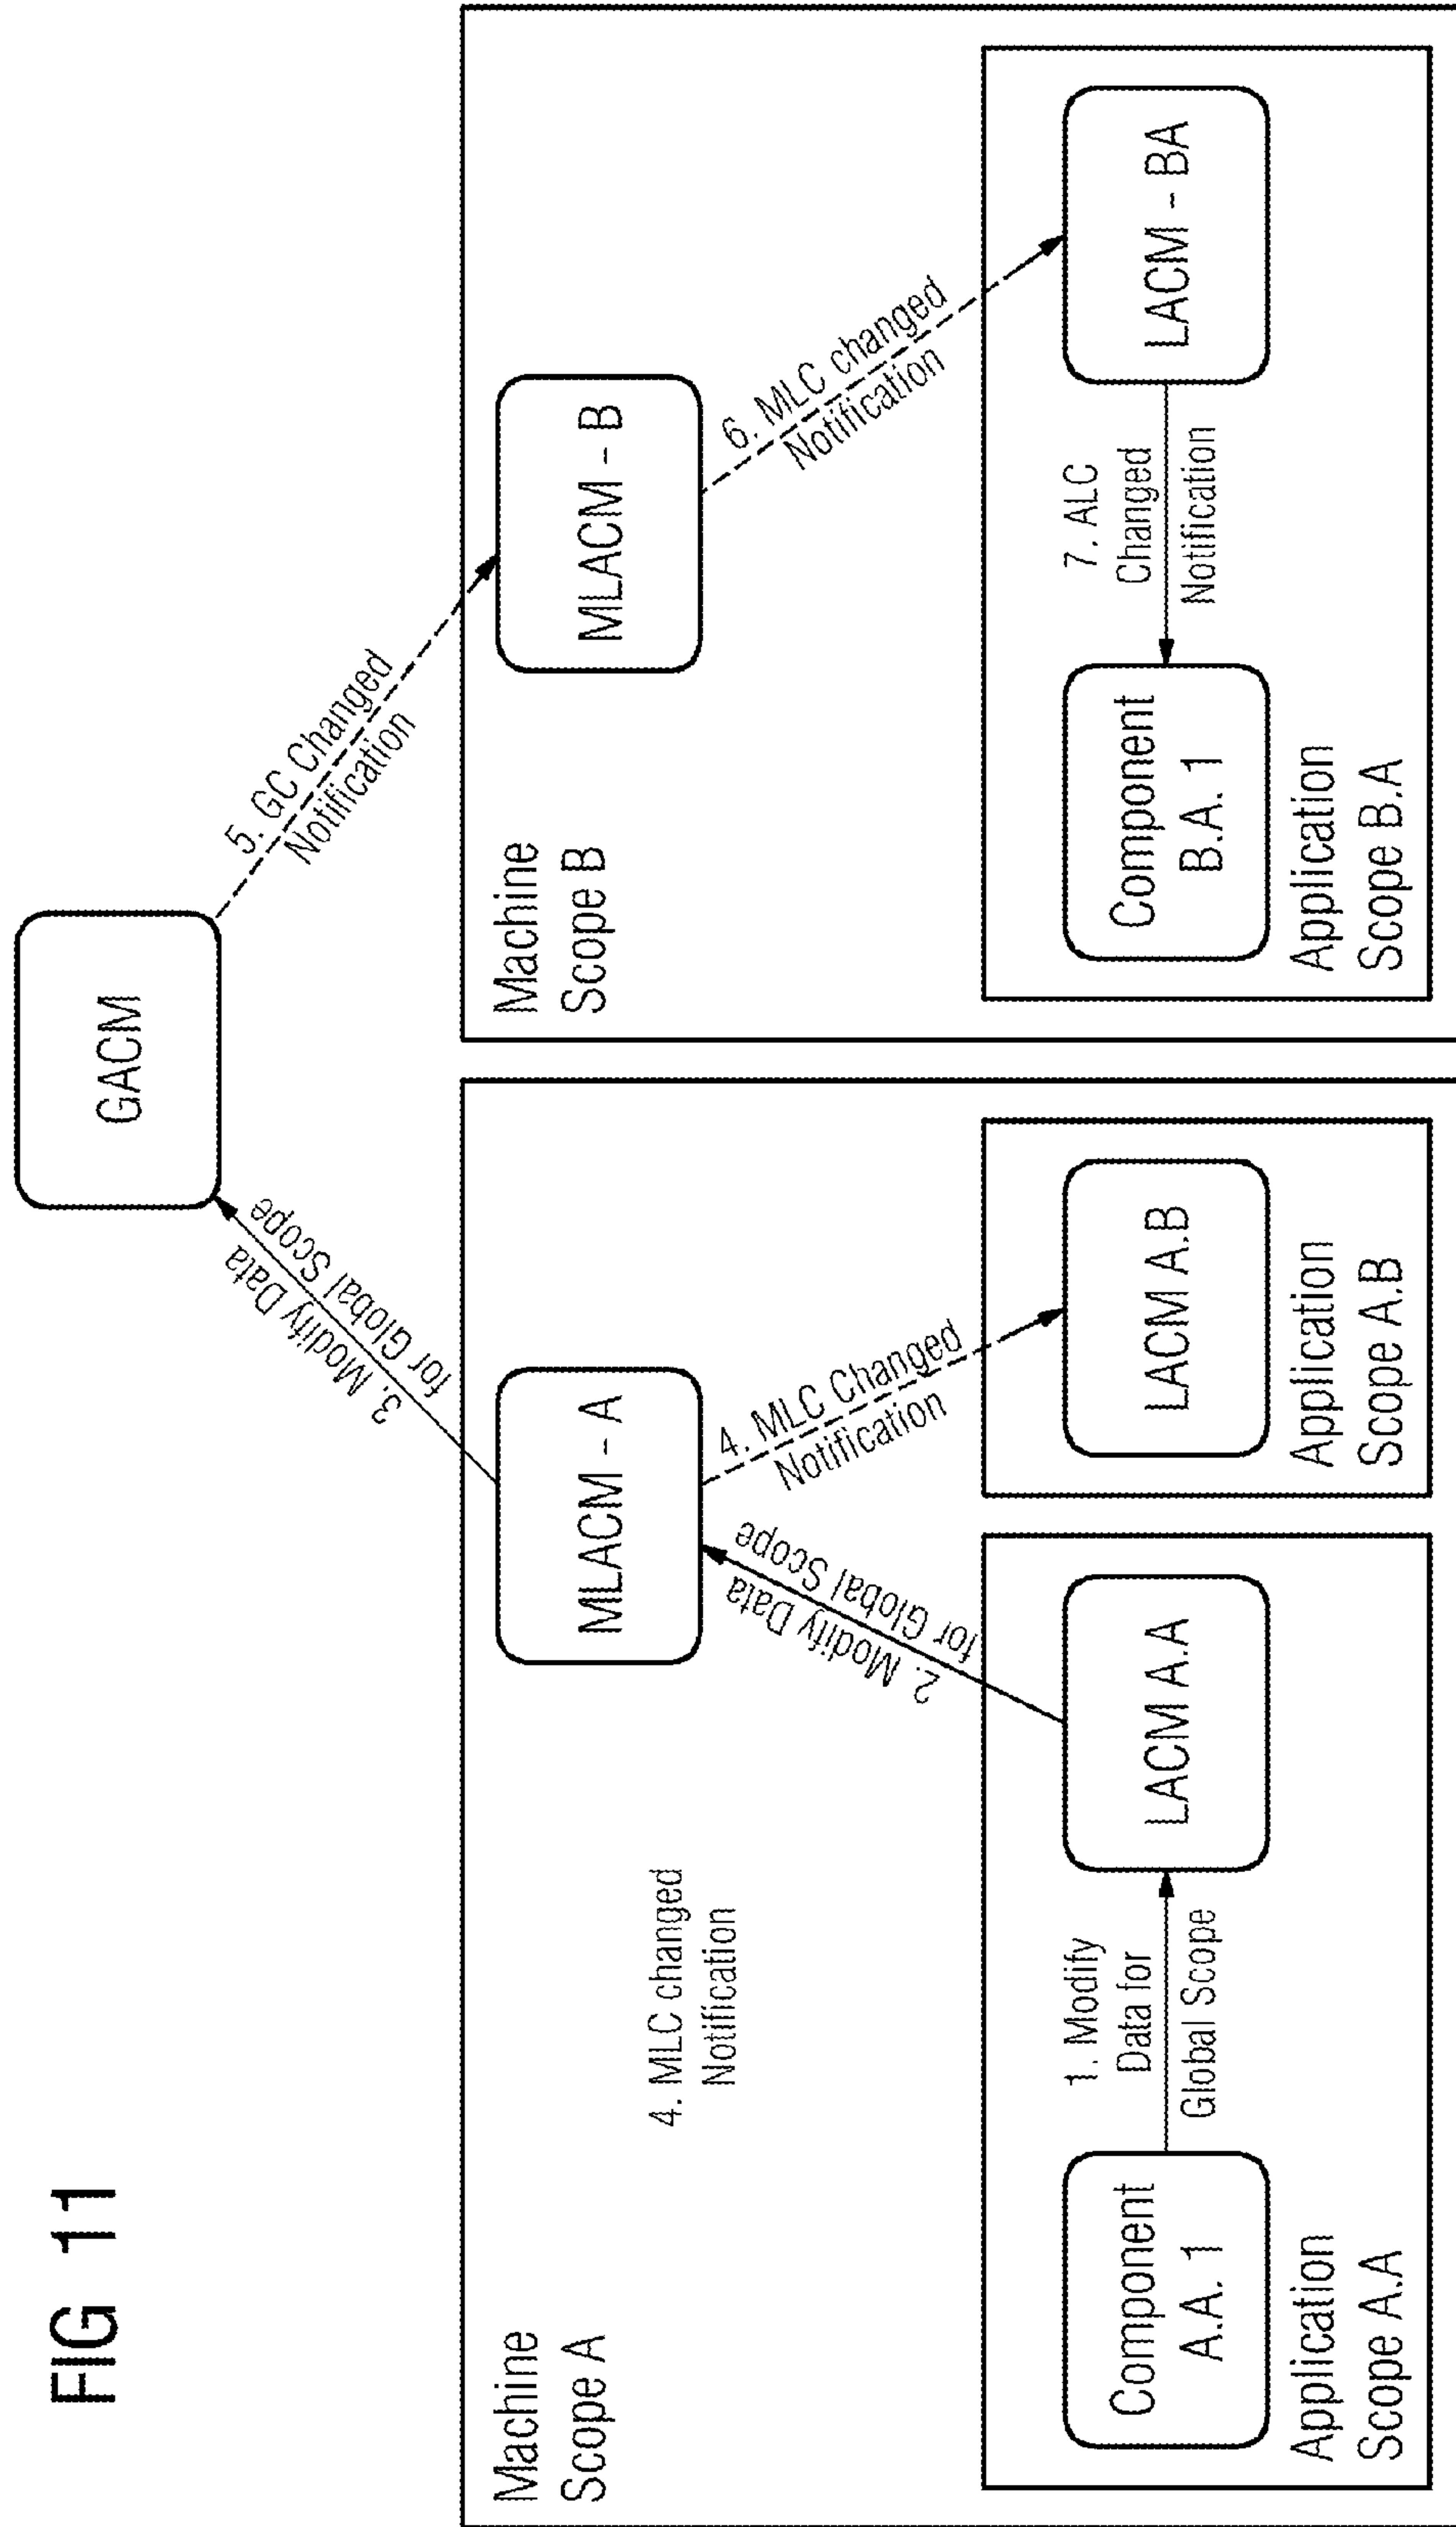 FIG 11
GACM
3. Modify Data
for Global Scope
5. GC Changed
Notification
Machine
Scope A
MLACM - A
4. MLC changed
Notification
2. Modify Data
for Global Scope
4. MLC Changed
Notification
Component
A.A. 1
1. Modify
Data for
Global Scope
LACM A.A
Application
Scope A.A
LACM A.B
Application
Scope A.B
Machine
Scope B
MLACM - B
6. MLC changed
Notification
Component
B.A. 1
7. ALC
Changed
Notification
LACM - BA
Application
Scope B.A